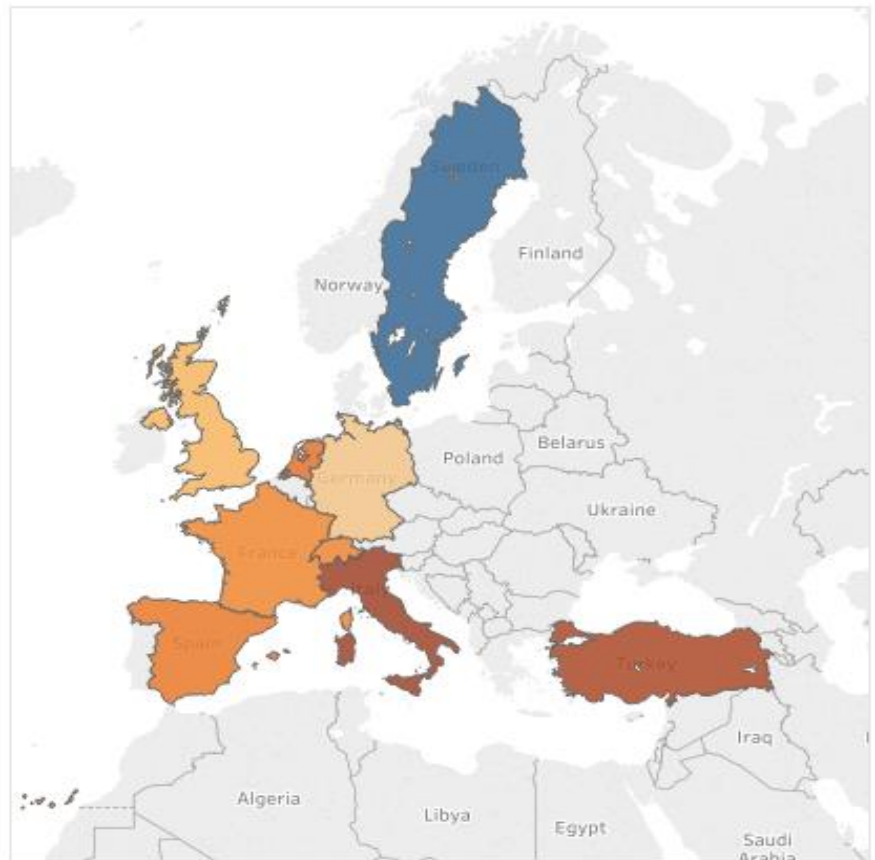 Sweden
Finland
Norway
Belarus
Poland
Germany
Ukraine
France
Italy
Spain
Turkey
Iraq
Algeria
Libya
Egypt
Saudi
Arabia